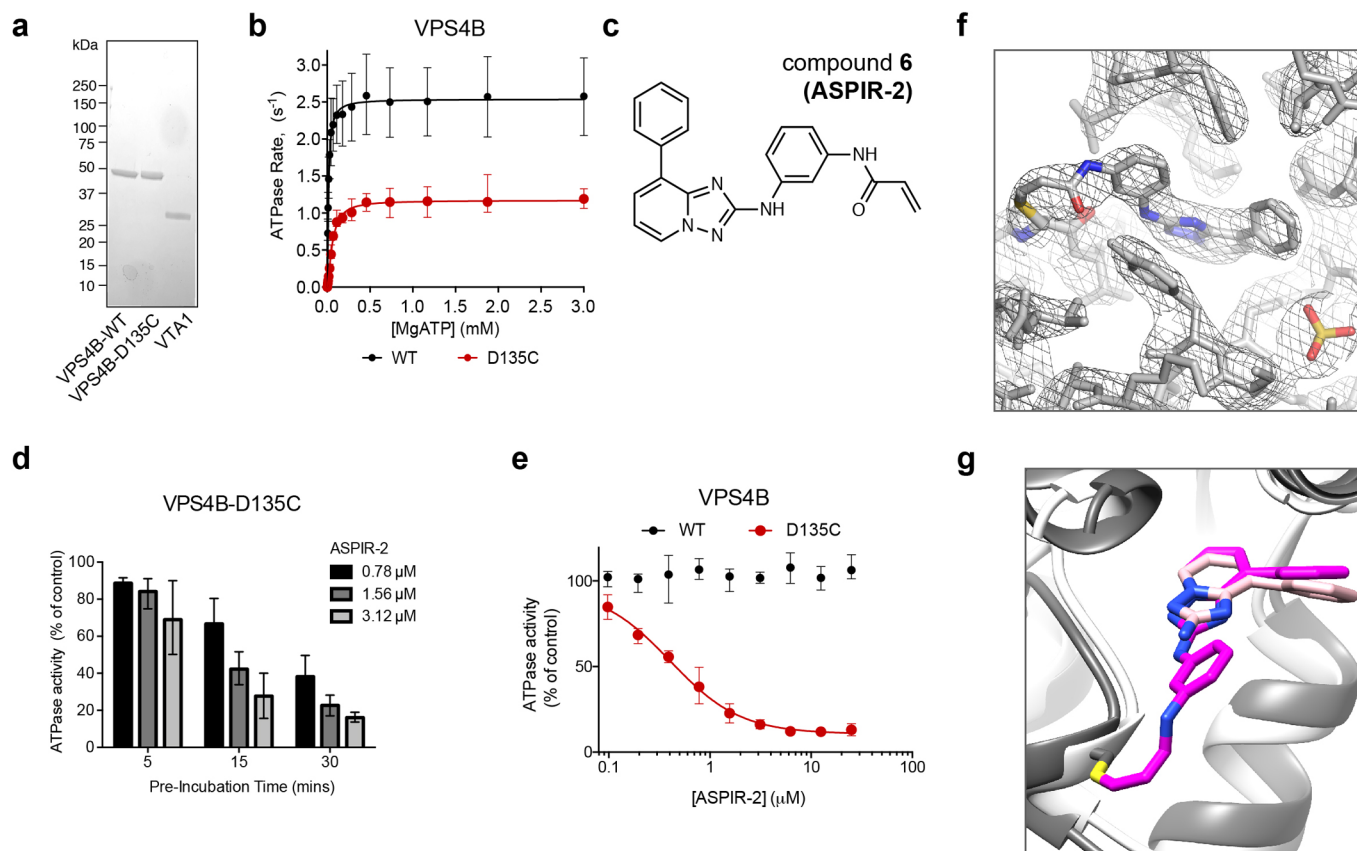 a
kDa
250
150
100
75
50
37
25
20
15
10
VPS4B-WT
VPS4B-D135C
VTA1
b
VPS4B
ATPase Rate, (s⁻¹)
3.0
2.5
2.0
1.5
1.0
0.5
0.0
0.0 0.5 1.0 1.5 2.0 2.5 3.0
[MgATP] (mM)
WT D135C
c
compound 6
(ASPIR-2)
N
N
N
NH
NH
O
f
d
VPS4B-D135C
ATPase activity (% of control)
100
80
60
40
20
0
5 15 30
Pre-Incubation Time (mins)
ASPIR-2
0.78 µM
1.56 µM
3.12 µM
e
VPS4B
WT D135C
ATPase activity
(% of control)
100
50
0
0.1 1 10 100
[ASPIR-2] (µM)
g